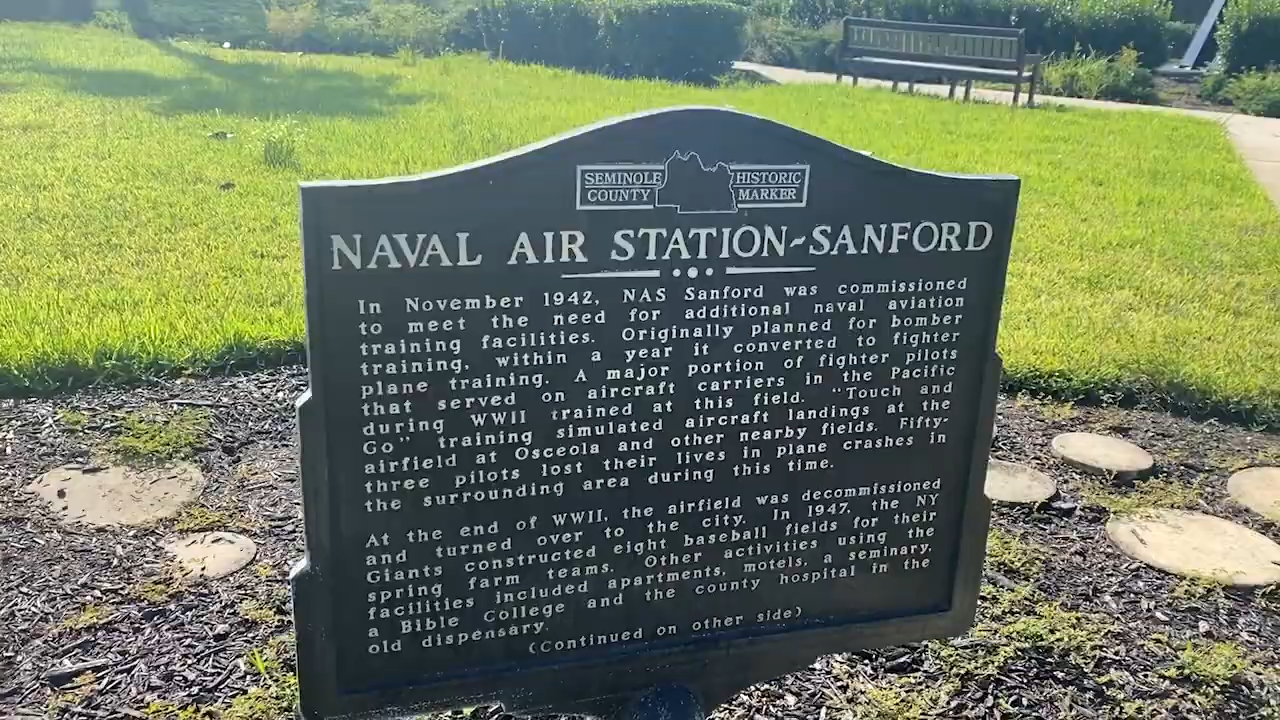 SEMINOLE COUNTY
HISTORIC MARKER
NAVAL AIR STATION-SANFORD
In November 1942, NAS Sanford was commissioned
to meet the need for additional naval aviation
training facilities. Originally planned for bomber
training, within a year it converted to fighter
plane training. A major portion of fighter pilots
that served on aircraft carriers in the Pacific
during WWII trained at this field. "Touch and
Go" training simulated aircraft landings at the
airfield at Osceola and other nearby fields. Fifty-
three pilots lost their lives in plane crashes in
the surrounding area during this time.
At the end of WWII, the airfield was decommissioned
and turned over to the city. In 1947, the NY
Giants constructed eight baseball fields for their
spring farm teams. Other activities using the
facilities included apartments, motels, a seminary,
a Bible College and the county hospital in the
old dispensary.
(Continued on other side)